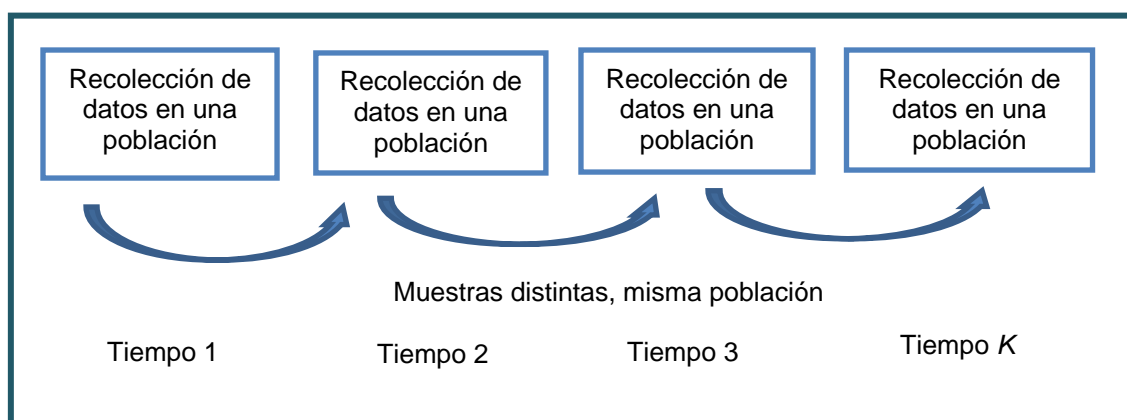 Recolección de
datos en una
población
Recolección de
datos en una
población
Recolección de
datos en una
población
Recolección de
datos en una
población
Muestras distintas, misma población
Tiempo 1
Tiempo 2
Tiempo 3
Tiempo K